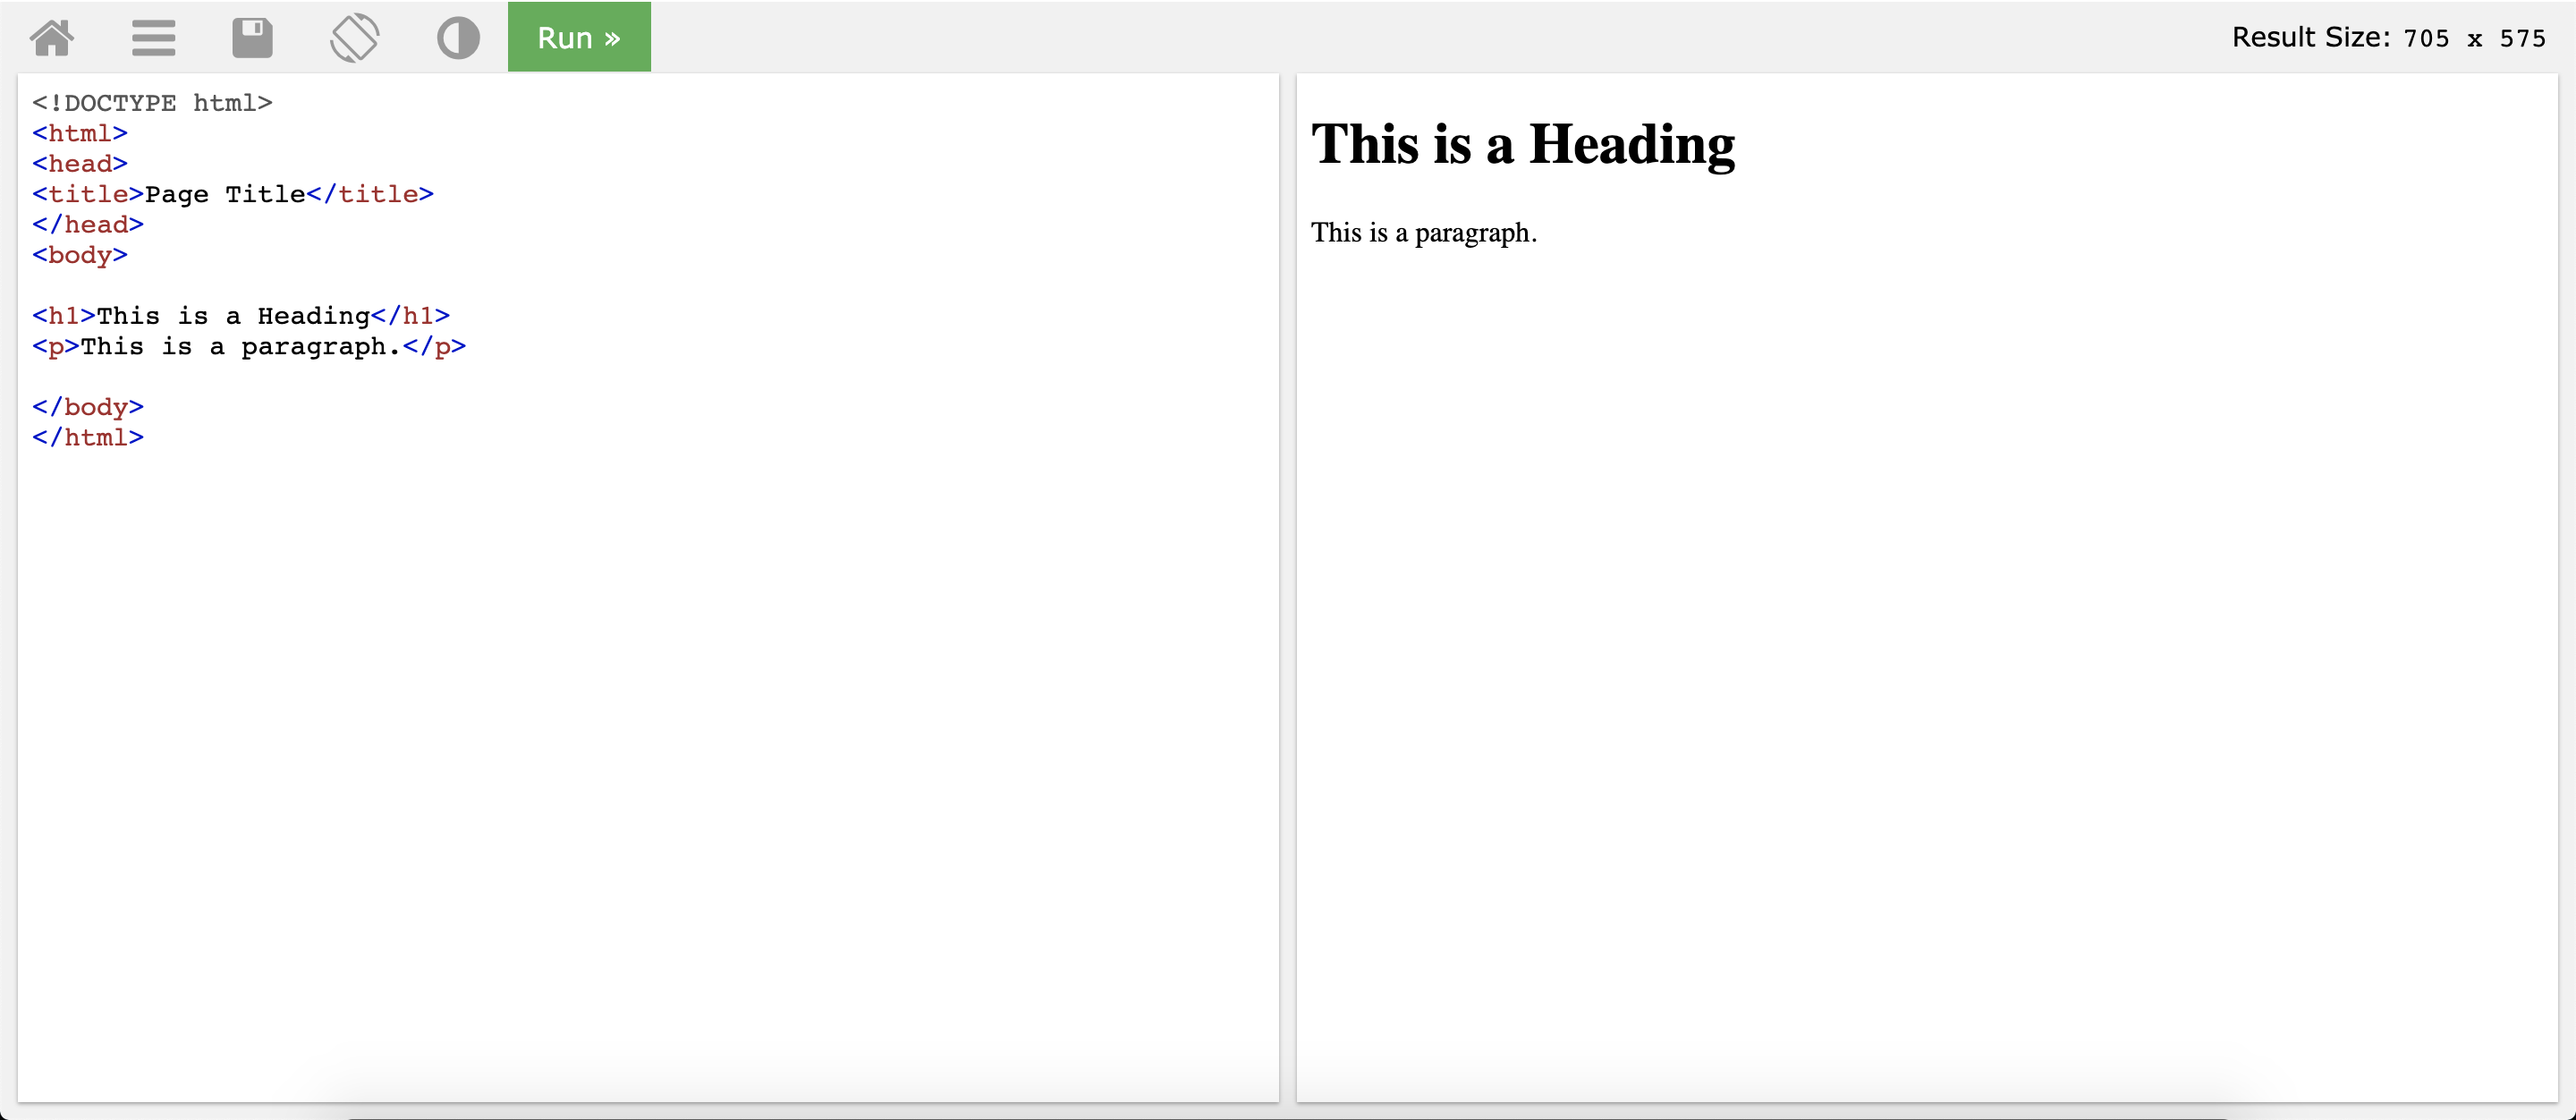 Run »
Result Size: 705 x 575
<!DOCTYPE html>
<html>
<head>
<title>Page Title</title>
</head>
<body>
<h1>This is a Heading</h1>
<p>This is a paragraph.</p>
</body>
</html>
This is a Heading
This is a paragraph.